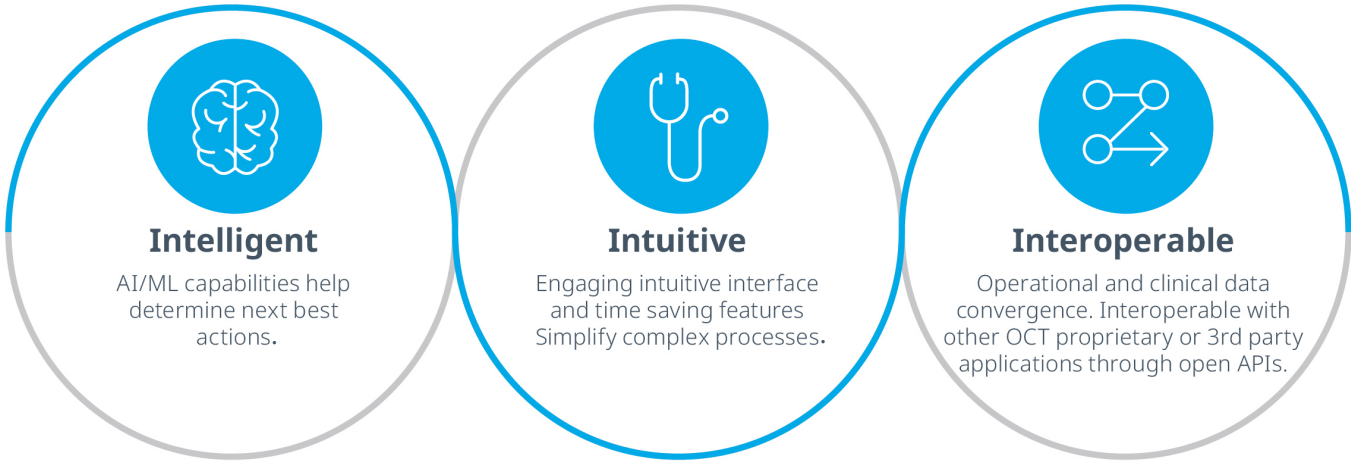 Intelligent
AI/ML capabilities help
determine next best
actions.
Intuitive
Engaging intuitive interface
and time saving features
Simplify complex processes.
Interoperable
Operational and clinical data
convergence. Interoperable with
other OCT proprietary or 3rd party
applications through open APIs.